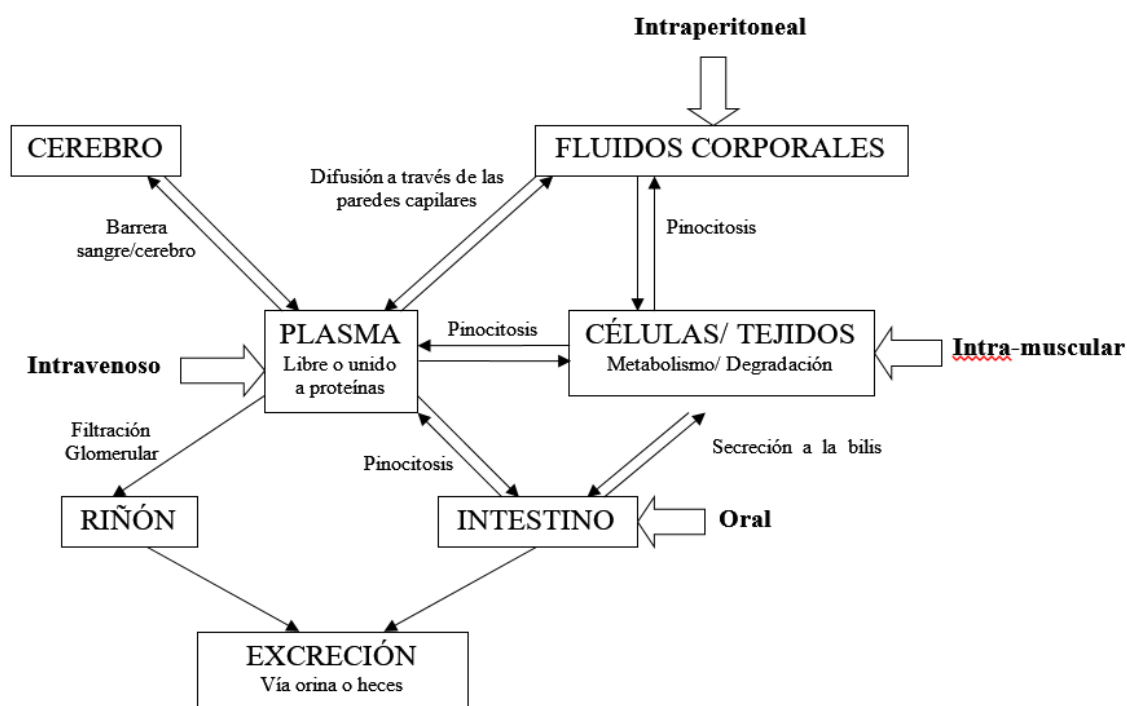 Intraperitoneal
CEREBRO
FLUIDOS CORPORALES
Difusión a través de las
paredes capilares
Barrera
sangre/cerebro
Pinocitosis
PLASMA
Libre o unido
a proteínas
Pinocitosis
CÉLULAS/ TEJIDOS
Metabolismo/ Degradación
Intravenoso
Intra-muscular
Filtración
Glomerular
Pinocitosis
Secreción a la bilis
RIÑÓN
INTESTINO
Oral
EXCRECIÓN
Vía orina o heces